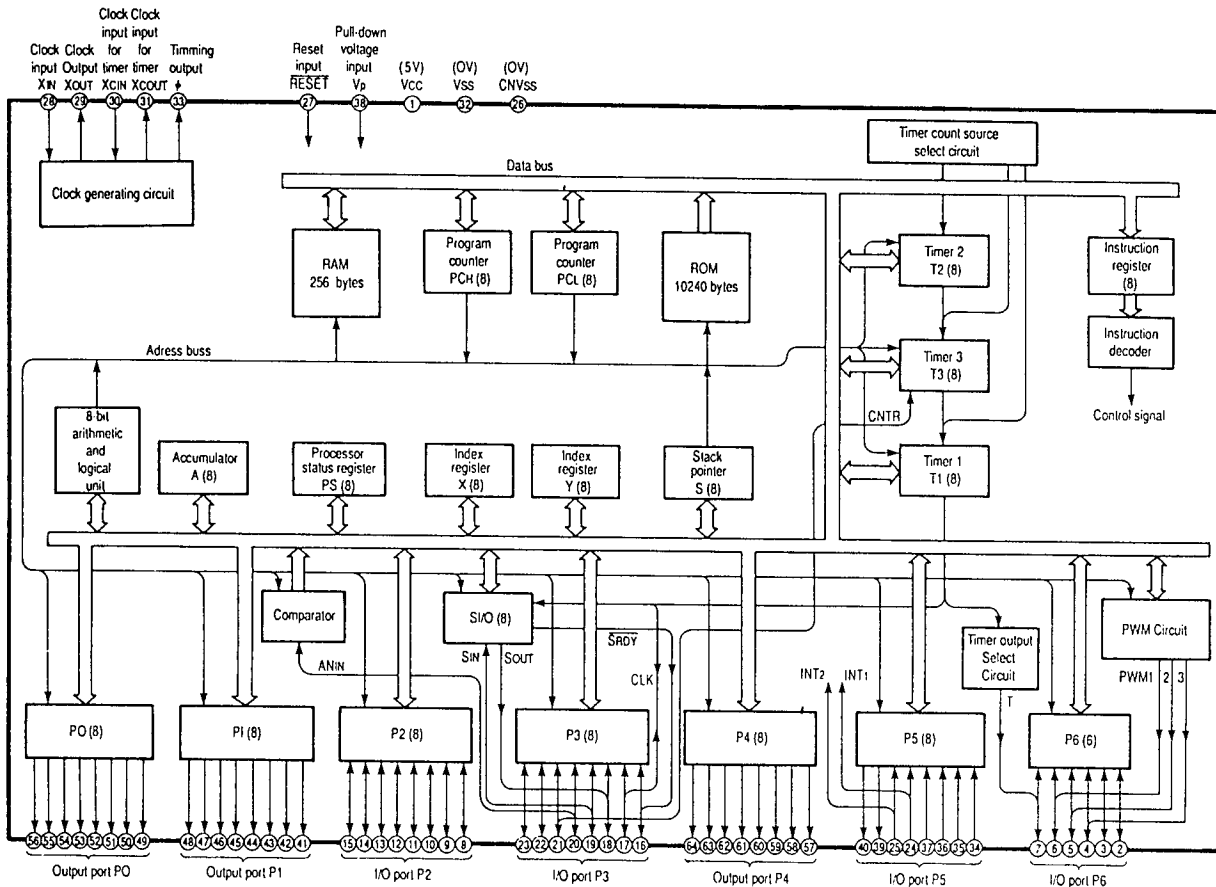 Clock
input
XIN
Clock
Output
XOUT
Clock
input
for
timer
XCIN
Clock
input
for
timer
XCOUT
Timming
output
ϕ
Reset
input
RESET
Pull-down
voltage
input
VP
(5V)
VCC
(OV)
VSS
(OV)
CNVSS
28
29
30
31
33
27
38
1
32
26
Clock generating circuit
Timer count source
select circuit
Data bus
RAM
256 bytes
Program
counter
PCH (8)
Program
counter
PCL (8)
ROM
10240 bytes
Timer 2
T2 (8)
Instruction
register
(8)
Adress buss
Timer 3
T3 (8)
Instruction
decoder
CNTR
Control signal
8-bit
arithmetic
and
logical
unit
Accumulator
A (8)
Processor
status register
PS (8)
Index
register
X (8)
Index
register
Y (8)
Stack
pointer
S (8)
Timer 1
T1 (8)
Comparator
SI/O (8)
Timer output
Select
Circuit
PWM Circuit
ANIN
SIN
SOUT
SRDY
CLK
INT2
INT1
T
PWM1 2 3
PO (8)
PI (8)
P2 (8)
P3 (8)
P4 (8)
P5 (8)
P6 (6)
56 55 54 53 52 51 50 49
48 47 46 45 44 43 42 41
15 14 13 12 11 10 9 8
23 22 21 20 19 18 17 16
64 63 62 61 60 59 58 57
40 39 25 24 37 36 35 34
7 6 5 4 3 2
Output port PO
Output port P1
I/O port P2
I/O port P3
Output port P4
I/O port P5
I/O port P6